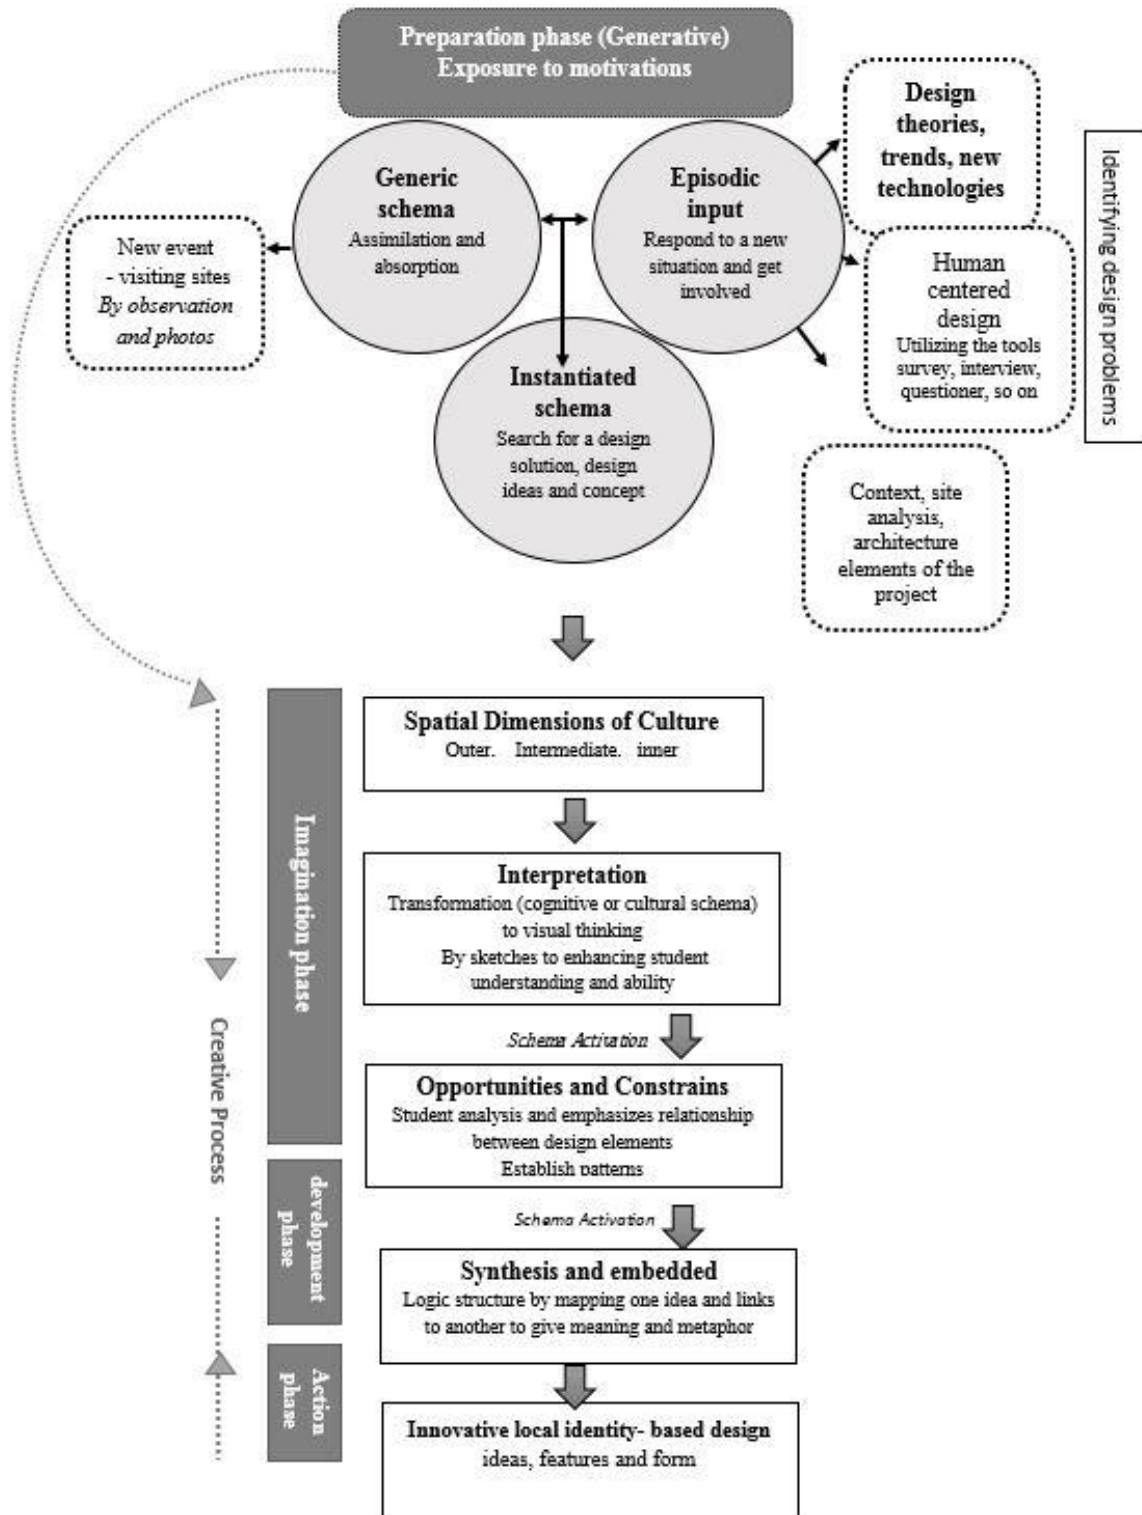 Preparation phase (Generative)
Exposure to motivations
Generic
schema
Assimilation and
absorption
Episodic
input
Respond to a new
situation and get
involved
Design
theories,
trends, new
technologies
Identifying design problems
New event
- visiting sites
By observation
and photos
Human
centered
design
Utilizing the tools
survey, interview,
questioner, so on
Instantiated
schema
Search for a design
solution, design
ideas and concept
Context, site
analysis,
architecture
elements of the
project
Imagination phase
Spatial Dimensions of Culture
Outer. Intermediate. inner
Interpretation
Transformation (cognitive or cultural schema)
to visual thinking
By sketches to enhancing student
understanding and ability
Creative Process
Schema Activation
Opportunities and Constrains
Student analysis and emphasizes relationship
between design elements
Establish patterns
development
phase
Schema Activation
Synthesis and embedded
Logic structure by mapping one idea and links
to another to give meaning and metaphor
Action
phase
Innovative local identity- based design
ideas, features and form